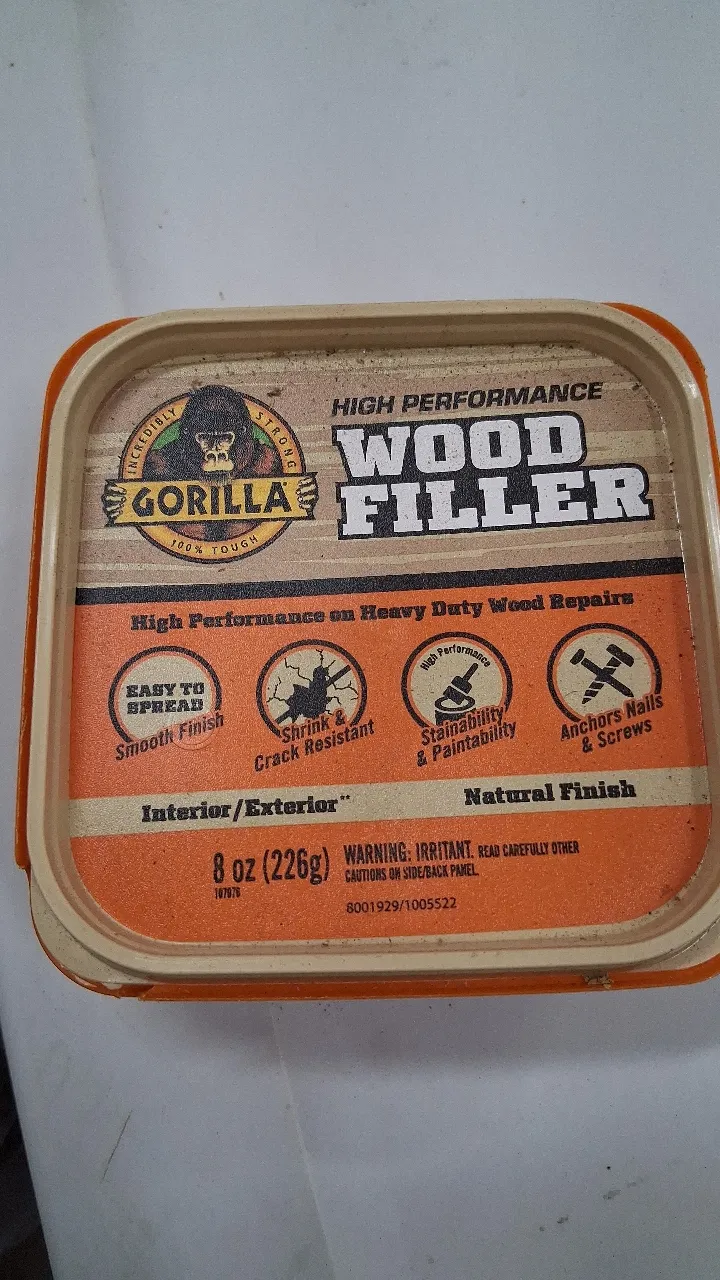 INCREDIBLY STRONG
GORILLA
100% TOUGH
HIGH PERFORMANCE
WOOD
FILLER
High Performance on Heavy Duty Wood Repairs
EASY TO
SPREAD
Smooth Finish
Shrink &
Crack Resistant
High Performance
Stainability
& Paintability
Anchors Nails
& Screws
Interior/Exterior**
Natural Finish
8 oz (226g)
107976
WARNING: IRRITANT. READ CAREFULLY OTHER
CAUTIONS ON SIDE/BACK PANEL.
8001929/1005522